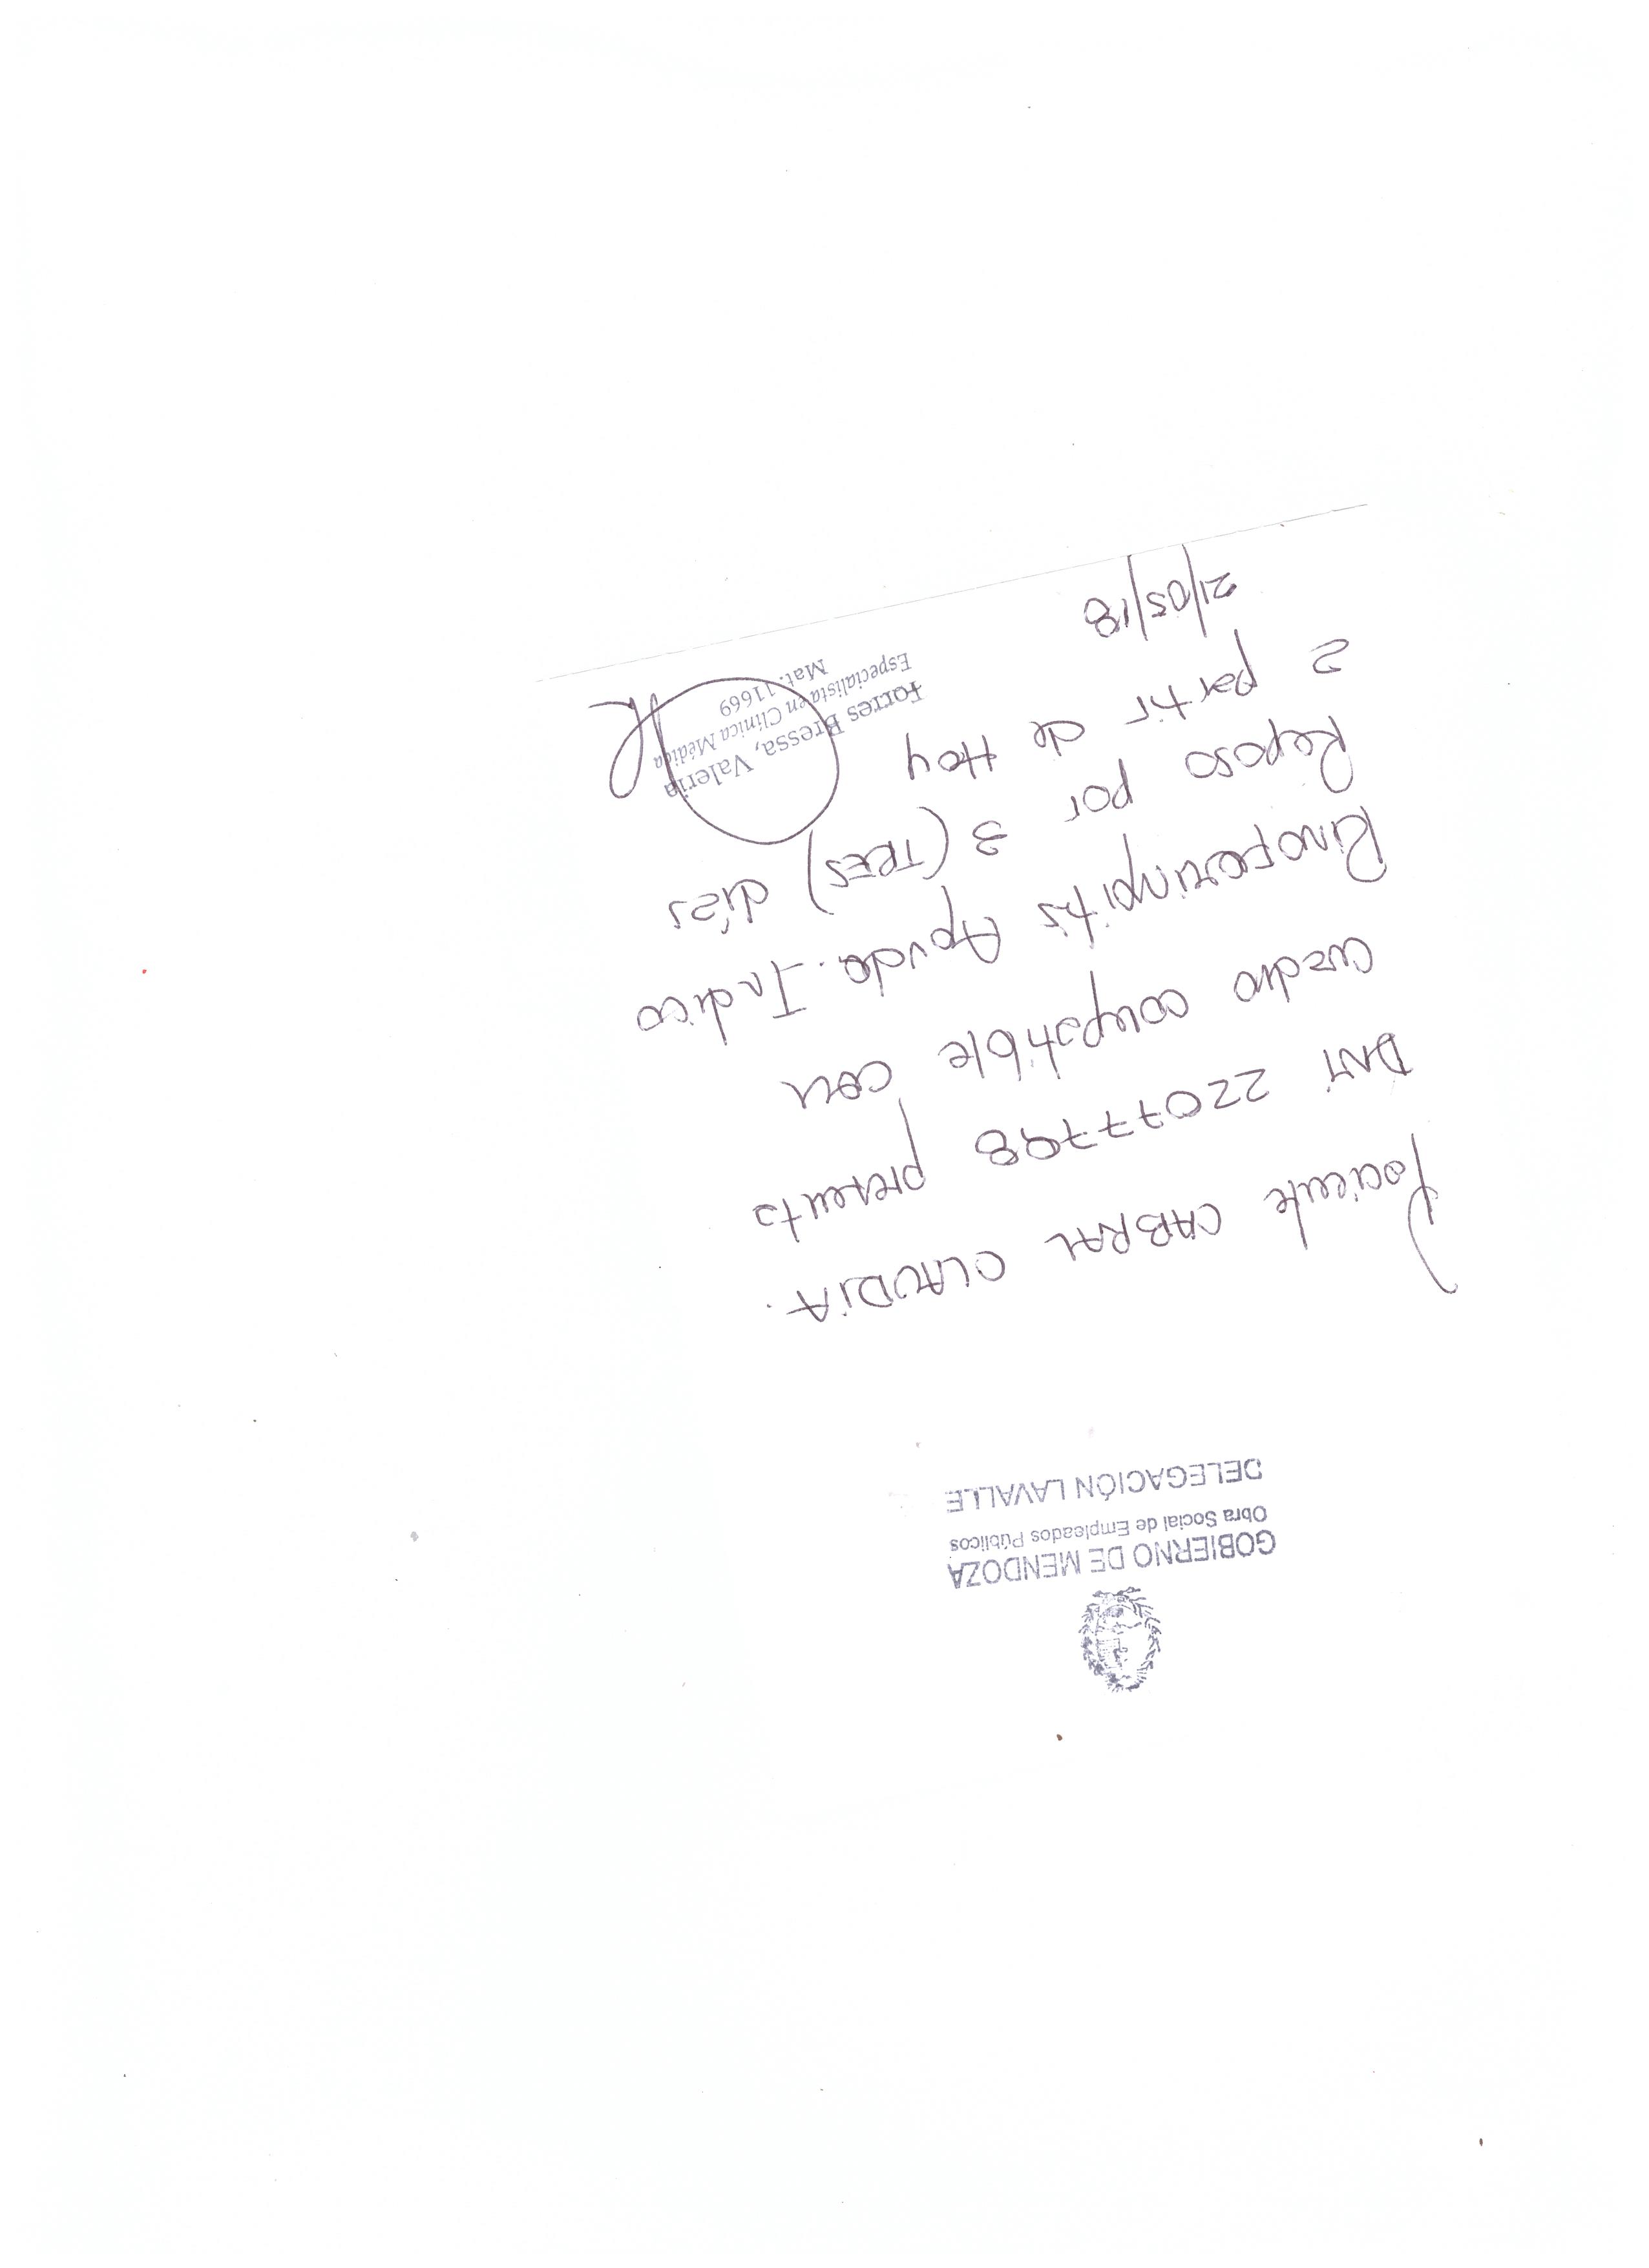 GOBIERNO DE MENDOZA
Obra Social de Empleados Públicos
DELEGACIÓN LAVALLE
Paciente CABRAL CLAUDIA.
DNI 22077798 presenta
cuadro compatible con
Rinofaringitis Aguda. Indico
Reposo por 3 (TRES) días
a partir de Hoy
21/05/18
Torres Bressa, Valeria
Especialista en Clínica Médica
Mat. 11669